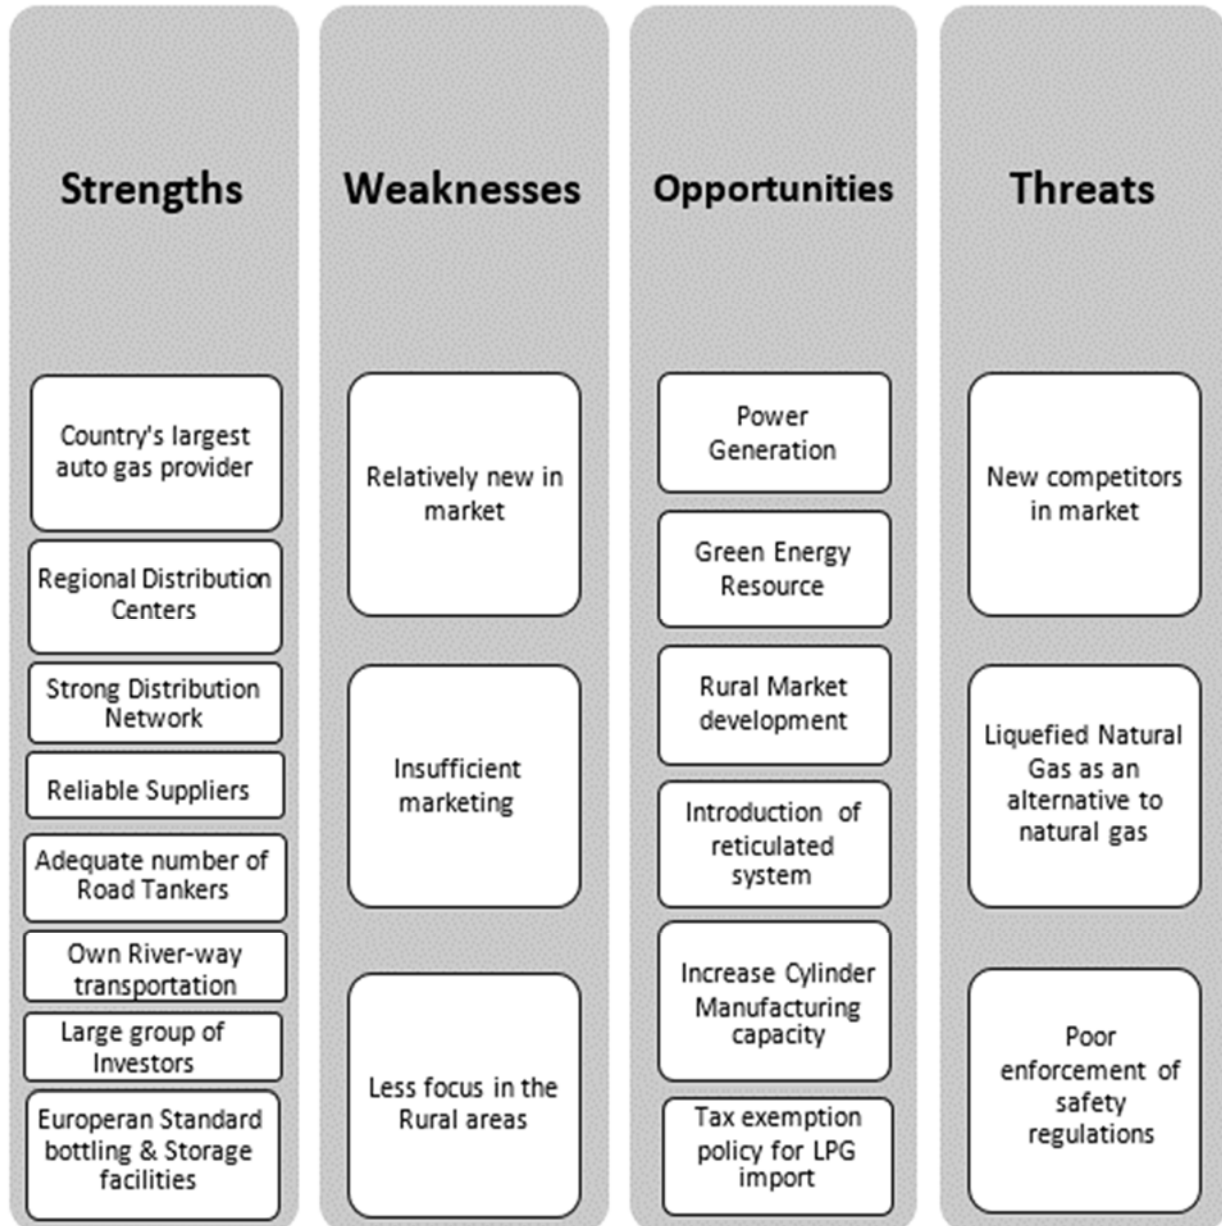 Strengths
Country's largest
auto gas provider
Regional Distribution
Centers
Strong Distribution
Network
Reliable Suppliers
Adequate number of
Road Tankers
Own River-way
transportation
Large group of
Investors
Europeran Standard
bottling & Storage
facilities
Weaknesses
Relatively new in
market
Insufficient
marketing
Less focus in the
Rural areas
Opportunities
Power
Generation
Green Energy
Resource
Rural Market
development
Introduction of
reticulated
system
Increase Cylinder
Manufacturing
capacity
Tax exemption
policy for LPG
import
Threats
New competitors
in market
Liquefied Natural
Gas as an
alternative to
natural gas
Poor
enforcement of
safety
regulations